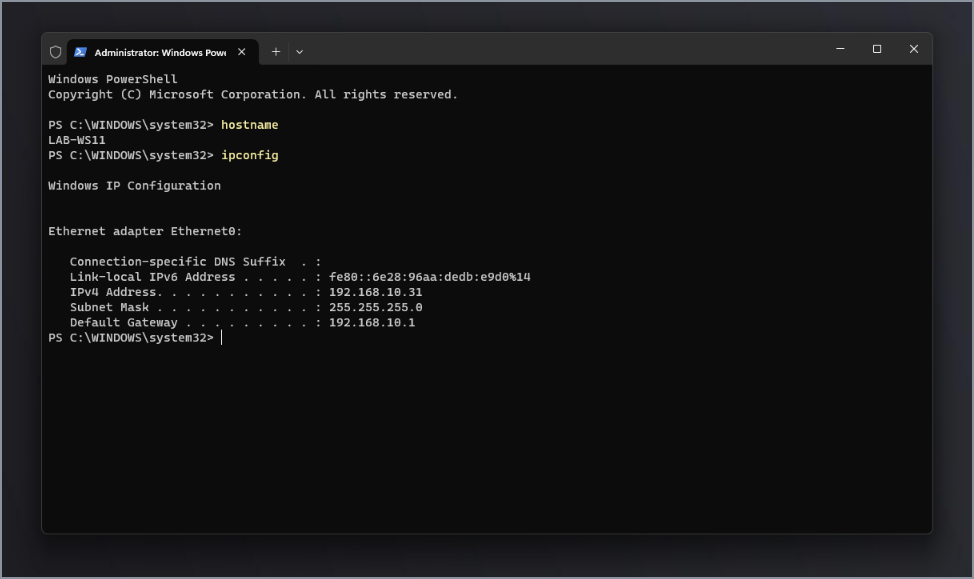 Administrator: Windows Pow
Windows PowerShell
Copyright (C) Microsoft Corporation. All rights reserved.
PS C:\WINDOWS\system32> hostname
LAB-WS11
PS C:\WINDOWS\system32> ipconfig
Windows IP Configuration
Ethernet adapter Ethernet0:
Connection-specific DNS Suffix  . :
Link-local IPv6 Address . . . . . : fe80::6e28:96aa:dedb:e9d0%14
IPv4 Address. . . . . . . . . . . : 192.168.10.31
Subnet Mask . . . . . . . . . . . : 255.255.255.0
Default Gateway . . . . . . . . . : 192.168.10.1
PS C:\WINDOWS\system32>